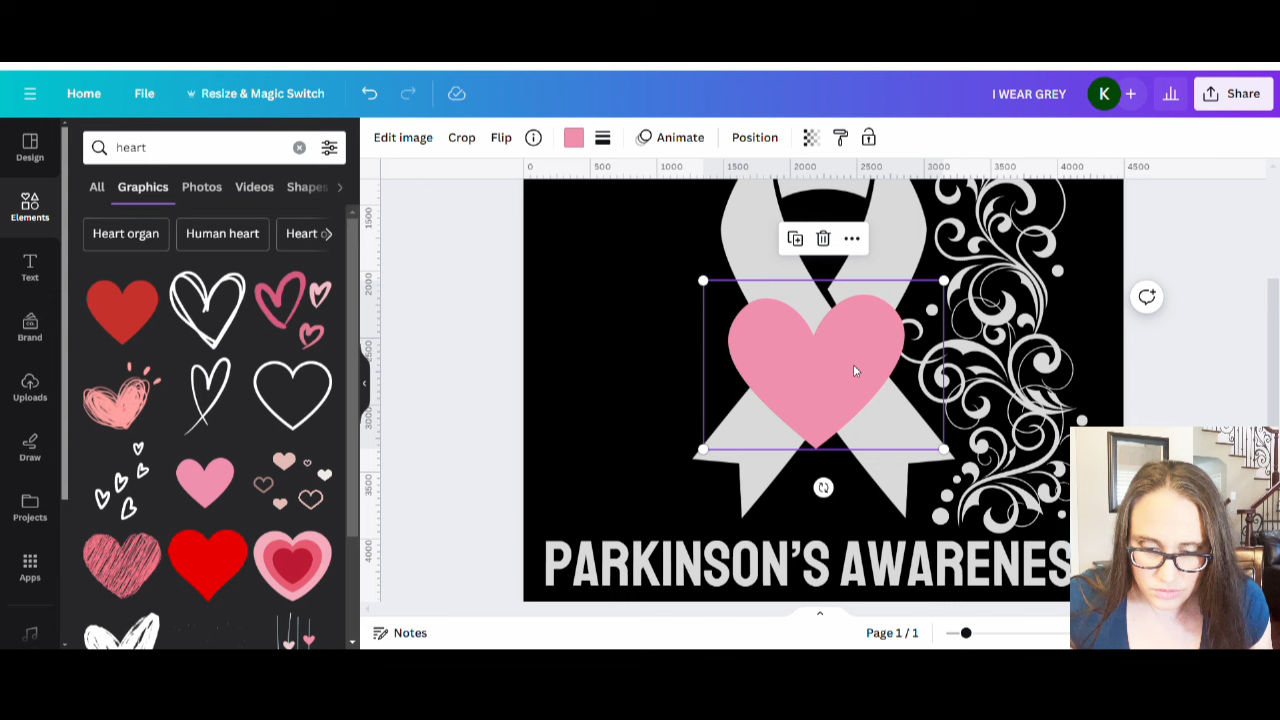 Home File Resize & Magic Switch I WEAR GREY K Share
Design
heart
Edit image Crop Flip Animate Position
0 500 1000 1500 2000 2500 3000 3500 4000 4500
Elements
All Graphics Photos Videos Shapes
Heart organ Human heart Heart
1500
2000
2500
3000
3500
4000
Text
Brand
Uploads
Draw
Projects
Apps
PARKINSON'S AWARENES
Notes
Page 1 / 1